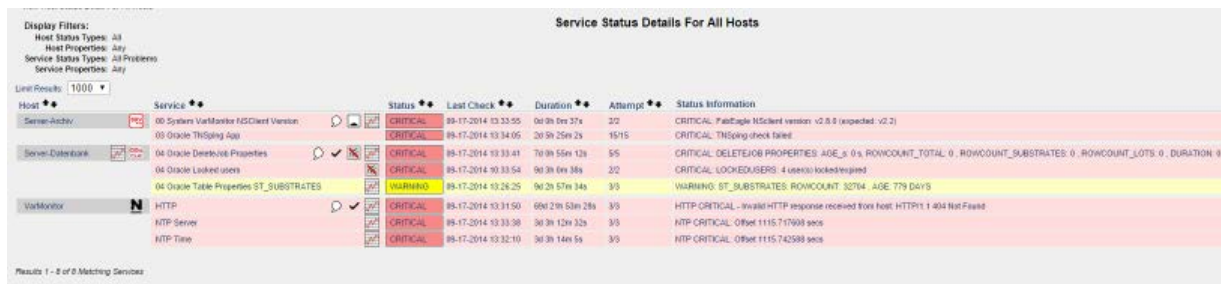 Service Status Details For All Hosts
Display Filters:
Host Status Types: All
Host Properties: Any
Service Status Types: All Problems
Service Properties: Any
Limit Results: 1000
Host Service Status Last Check Duration Attempt Status Information
Server-Archiv 00 System VarMonitor NSClient Version CRITICAL 09-17-2014 13:33:55 0d 0h 0m 37s 2/2 CRITICAL: FabEagle NSclient version: (expected: v2.2)
03 Oracle TNSping App CRITICAL 09-17-2014 13:34:05 2d 5h 25m 2s 15/15 CRITICAL: TNSping check failed
Server-Datenbank 04 Oracle DeleteJob Properties CRITICAL 09-17-2014 13:33:41 7d 0h 55m 12s 5/5 CRITICAL: DELETEJOB PROPERTIES: AGE_s: 0 s, ROWCOUNT_TOTAL: 0 , ROWCOUNT_SUBSTRATES: 0 , ROWCOUNT_LOTS: 0 , DURATION: 0
04 Oracle Locked users CRITICAL 09-17-2014 10:33:54 9d 3h 0m 38s 2/2 CRITICAL: LOCKEDUSERS: 4 user(s) locked/expired
04 Oracle Table Properties ST_SUBSTRATES WARNING 09-17-2014 13:26:25 9d 2h 57m 34s 3/3 WARNING: ST_SUBSTRATES: ROWCOUNT: 32704 , AGE: 779 DAYS
VarMonitor HTTP CRITICAL 09-17-2014 13:31:50 69d 21h 53m 28s 3/3 HTTP CRITICAL - Invalid HTTP response received from host: HTTP/1.1 404 Not Found
NTP Server CRITICAL 09-17-2014 13:33:38 3d 3h 12m 32s 3/3 NTP CRITICAL: Offset 1115.717608 secs
NTP Time CRITICAL 09-17-2014 13:32:10 3d 3h 14m 5s 3/3 NTP CRITICAL: Offset 1115.742588 secs
Results 1 - 8 of 8 Matching Services